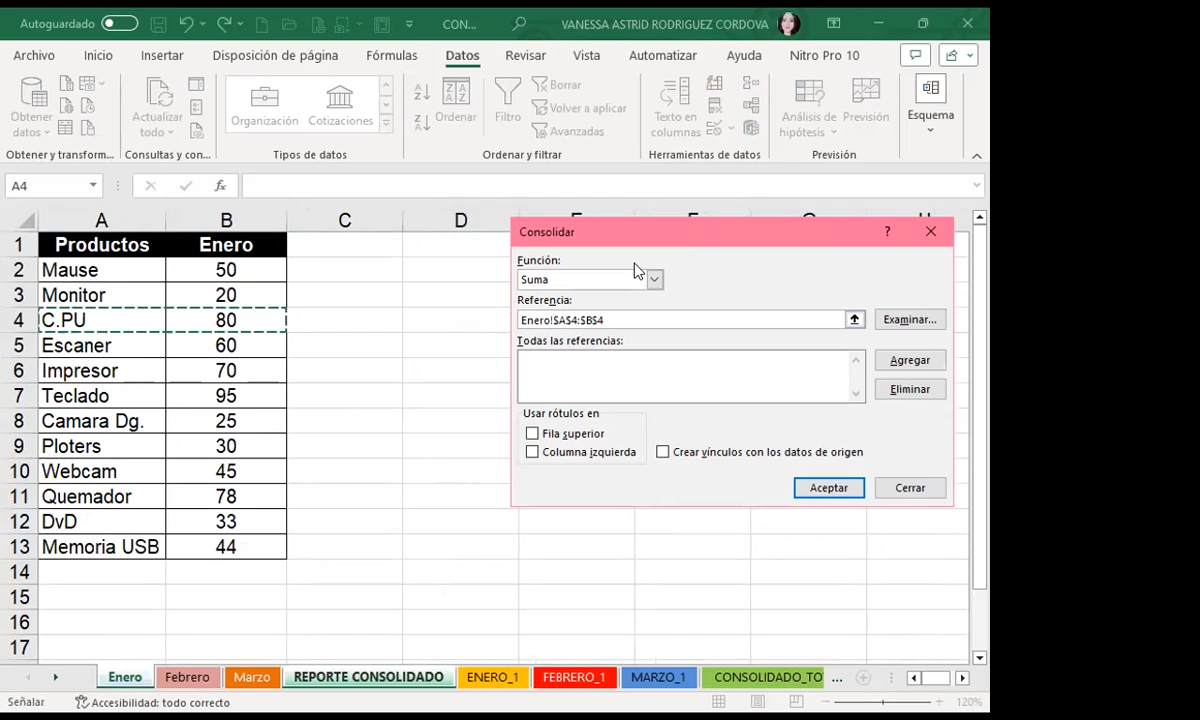 Autoguardado
CON...
VANESSA ASTRID RODRIGUEZ CORDOVA
Archivo Inicio Insertar Disposición de página Fórmulas Datos Revisar Vista Automatizar Ayuda Nitro Pro 10
Obtener datos
Actualizar todo
Organización Cotizaciones
Ordenar
Filtro
Borrar
Volver a aplicar
Avanzadas
Texto en columnas
Análisis de hipótesis
Previsión
Esquema
Obtener y transform... Consultas y con... Tipos de datos Ordenar y filtrar Herramientas de datos Previsión
A4 fx
A B C D E F G H
1 Productos Enero
2 Mause 50
3 Monitor 20
4 C.PU 80
5 Escaner 60
6 Impresor 70
7 Teclado 95
8 Camara Dg. 25
9 Ploters 30
10 Webcam 45
11 Quemador 78
12 DvD 33
13 Memoria USB 44
14
15
16
17
Consolidar ?
Función:
Suma
Referencia:
Enero!$A$4:$B$4 Examinar...
Todas las referencias:
Agregar
Eliminar
Usar rótulos en
Fila superior
Columna izquierda Crear vínculos con los datos de origen
Aceptar Cerrar
Enero Febrero Marzo REPORTE CONSOLIDADO ENERO_1 FEBRERO_1 MARZO_1 CONSOLIDADO_TO ...
Señalar Accesibilidad: todo correcto 120%